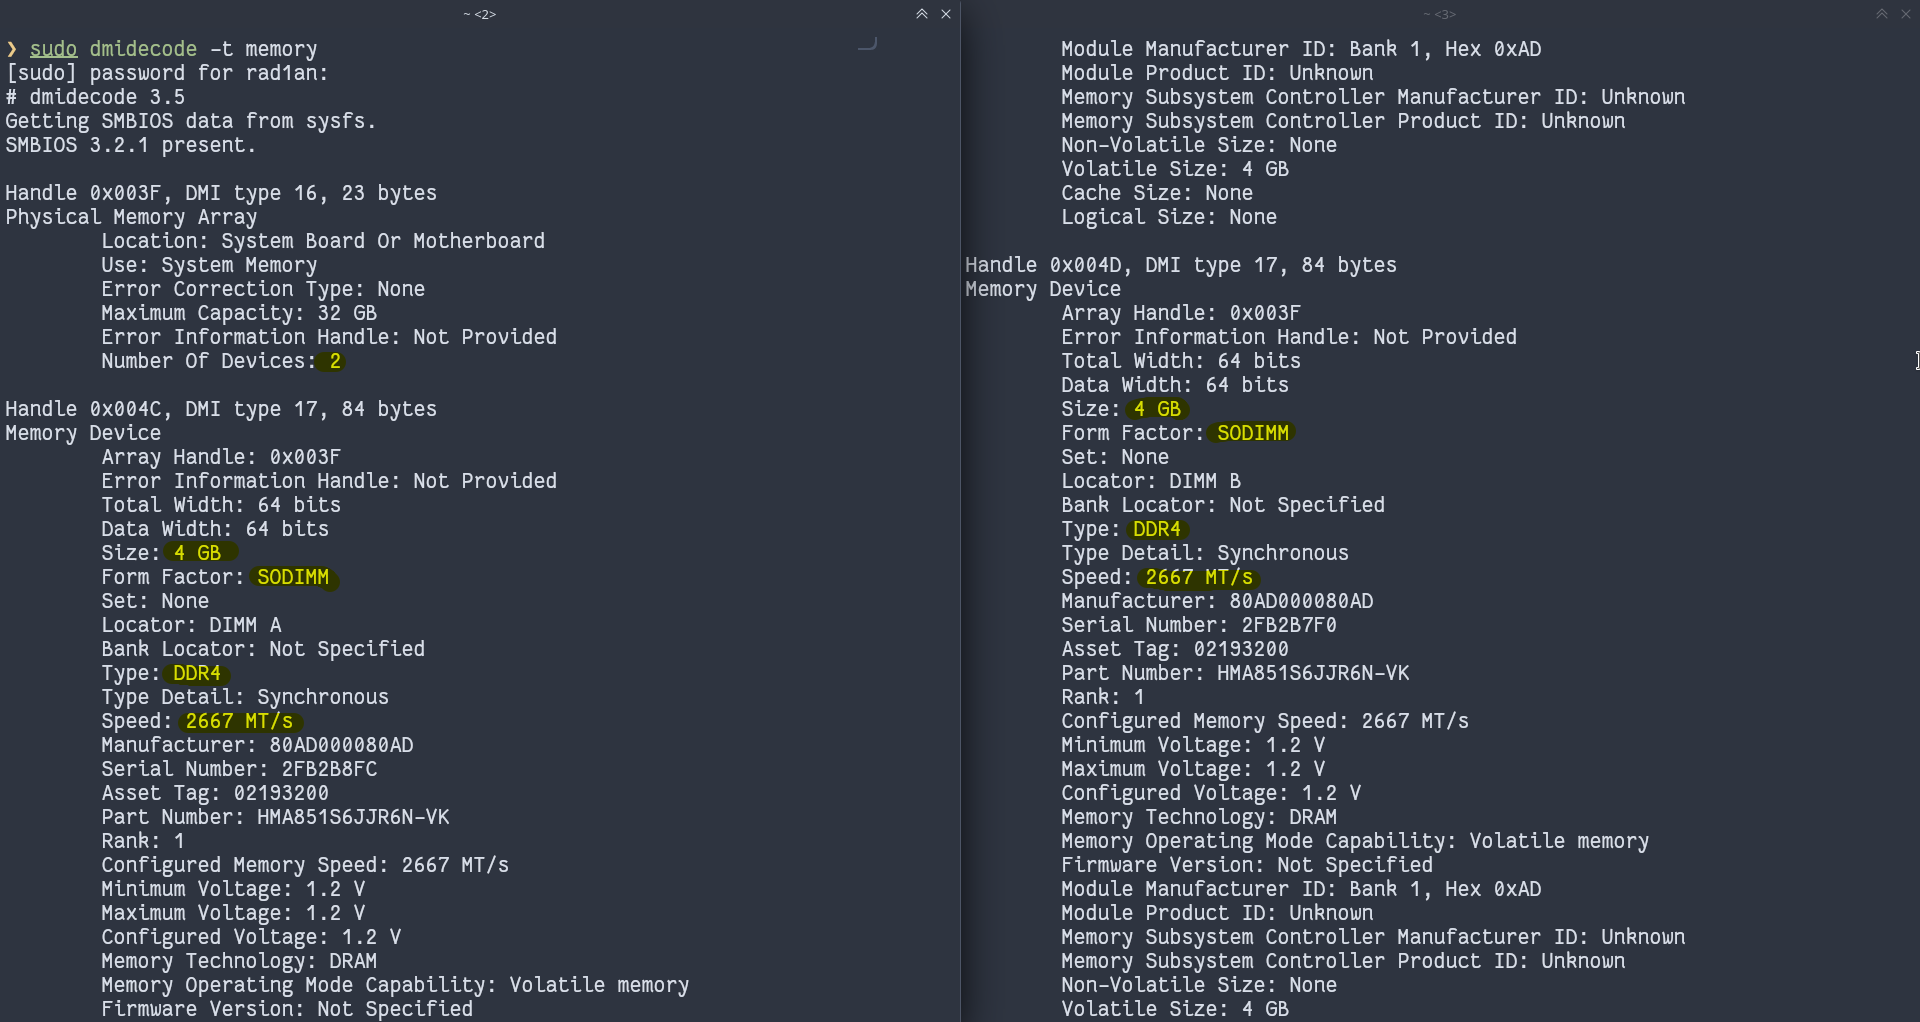 ~ <2>
❯ sudo dmidecode -t memory
[sudo] password for rad1an:
# dmidecode 3.5
Getting SMBIOS data from sysfs.
SMBIOS 3.2.1 present.
Handle 0x003F, DMI type 16, 23 bytes
Physical Memory Array
Location: System Board Or Motherboard
Use: System Memory
Error Correction Type: None
Maximum Capacity: 32 GB
Error Information Handle: Not Provided
Number Of Devices: 2
Handle 0x004C, DMI type 17, 84 bytes
Memory Device
Array Handle: 0x003F
Error Information Handle: Not Provided
Total Width: 64 bits
Data Width: 64 bits
Size: 4 GB
Form Factor: SODIMM
Set: None
Locator: DIMM A
Bank Locator: Not Specified
Type: DDR4
Type Detail: Synchronous
Speed: 2667 MT/s
Manufacturer: 80AD000080AD
Serial Number: 2FB2B8FC
Asset Tag: 02193200
Part Number: HMA851S6JJR6N-VK
Rank: 1
Configured Memory Speed: 2667 MT/s
Minimum Voltage: 1.2 V
Maximum Voltage: 1.2 V
Configured Voltage: 1.2 V
Memory Technology: DRAM
Memory Operating Mode Capability: Volatile memory
Firmware Version: Not Specified
~ <3>
Module Manufacturer ID: Bank 1, Hex 0xAD
Module Product ID: Unknown
Memory Subsystem Controller Manufacturer ID: Unknown
Memory Subsystem Controller Product ID: Unknown
Non-Volatile Size: None
Volatile Size: 4 GB
Cache Size: None
Logical Size: None
Handle 0x004D, DMI type 17, 84 bytes
Memory Device
Array Handle: 0x003F
Error Information Handle: Not Provided
Total Width: 64 bits
Data Width: 64 bits
Size: 4 GB
Form Factor: SODIMM
Set: None
Locator: DIMM B
Bank Locator: Not Specified
Type: DDR4
Type Detail: Synchronous
Speed: 2667 MT/s
Manufacturer: 80AD000080AD
Serial Number: 2FB2B7F0
Asset Tag: 02193200
Part Number: HMA851S6JJR6N-VK
Rank: 1
Configured Memory Speed: 2667 MT/s
Minimum Voltage: 1.2 V
Maximum Voltage: 1.2 V
Configured Voltage: 1.2 V
Memory Technology: DRAM
Memory Operating Mode Capability: Volatile memory
Firmware Version: Not Specified
Module Manufacturer ID: Bank 1, Hex 0xAD
Module Product ID: Unknown
Memory Subsystem Controller Manufacturer ID: Unknown
Memory Subsystem Controller Product ID: Unknown
Non-Volatile Size: None
Volatile Size: 4 GB